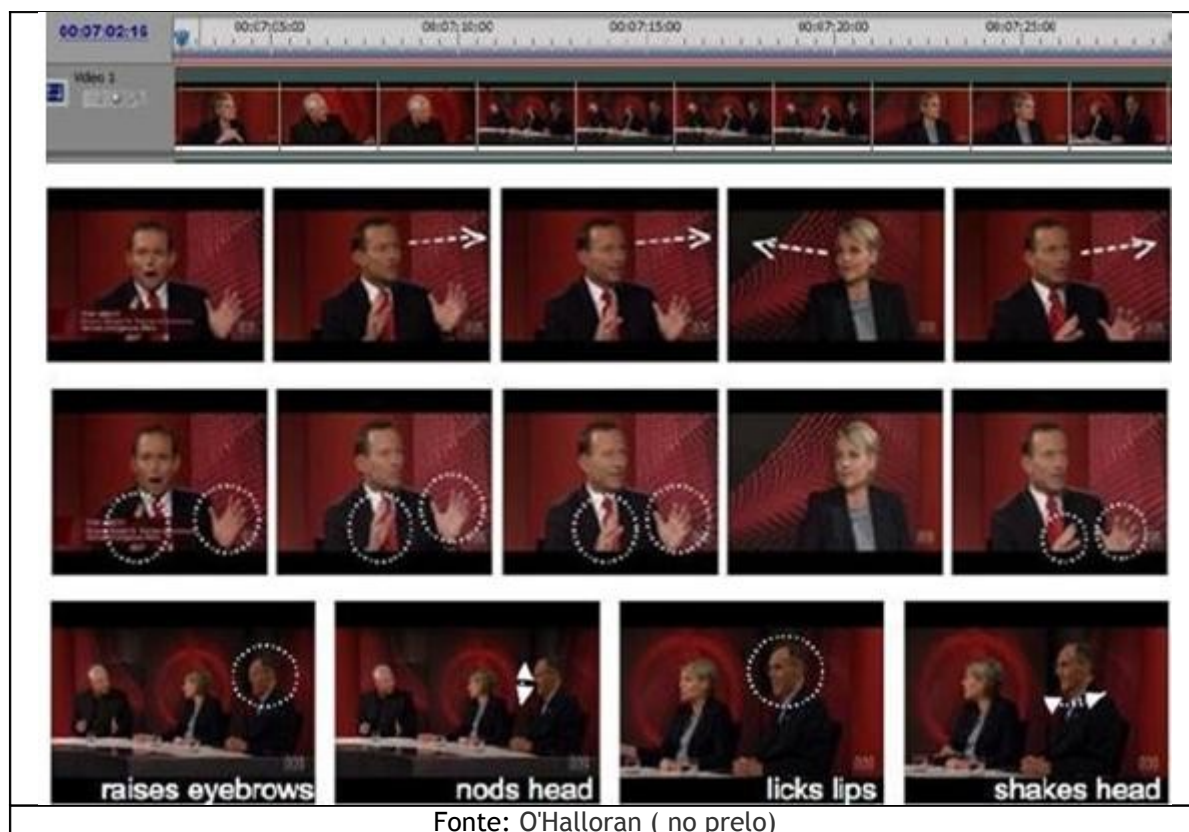 00:07:02:16
00:07:05:00 00:07:10:00 00:07:15:00 00:07:20:00 00:07:25:00
Video 1
raises eyebrows nods head licks lips shakes head
Fonte: O'Halloran ( no prelo)